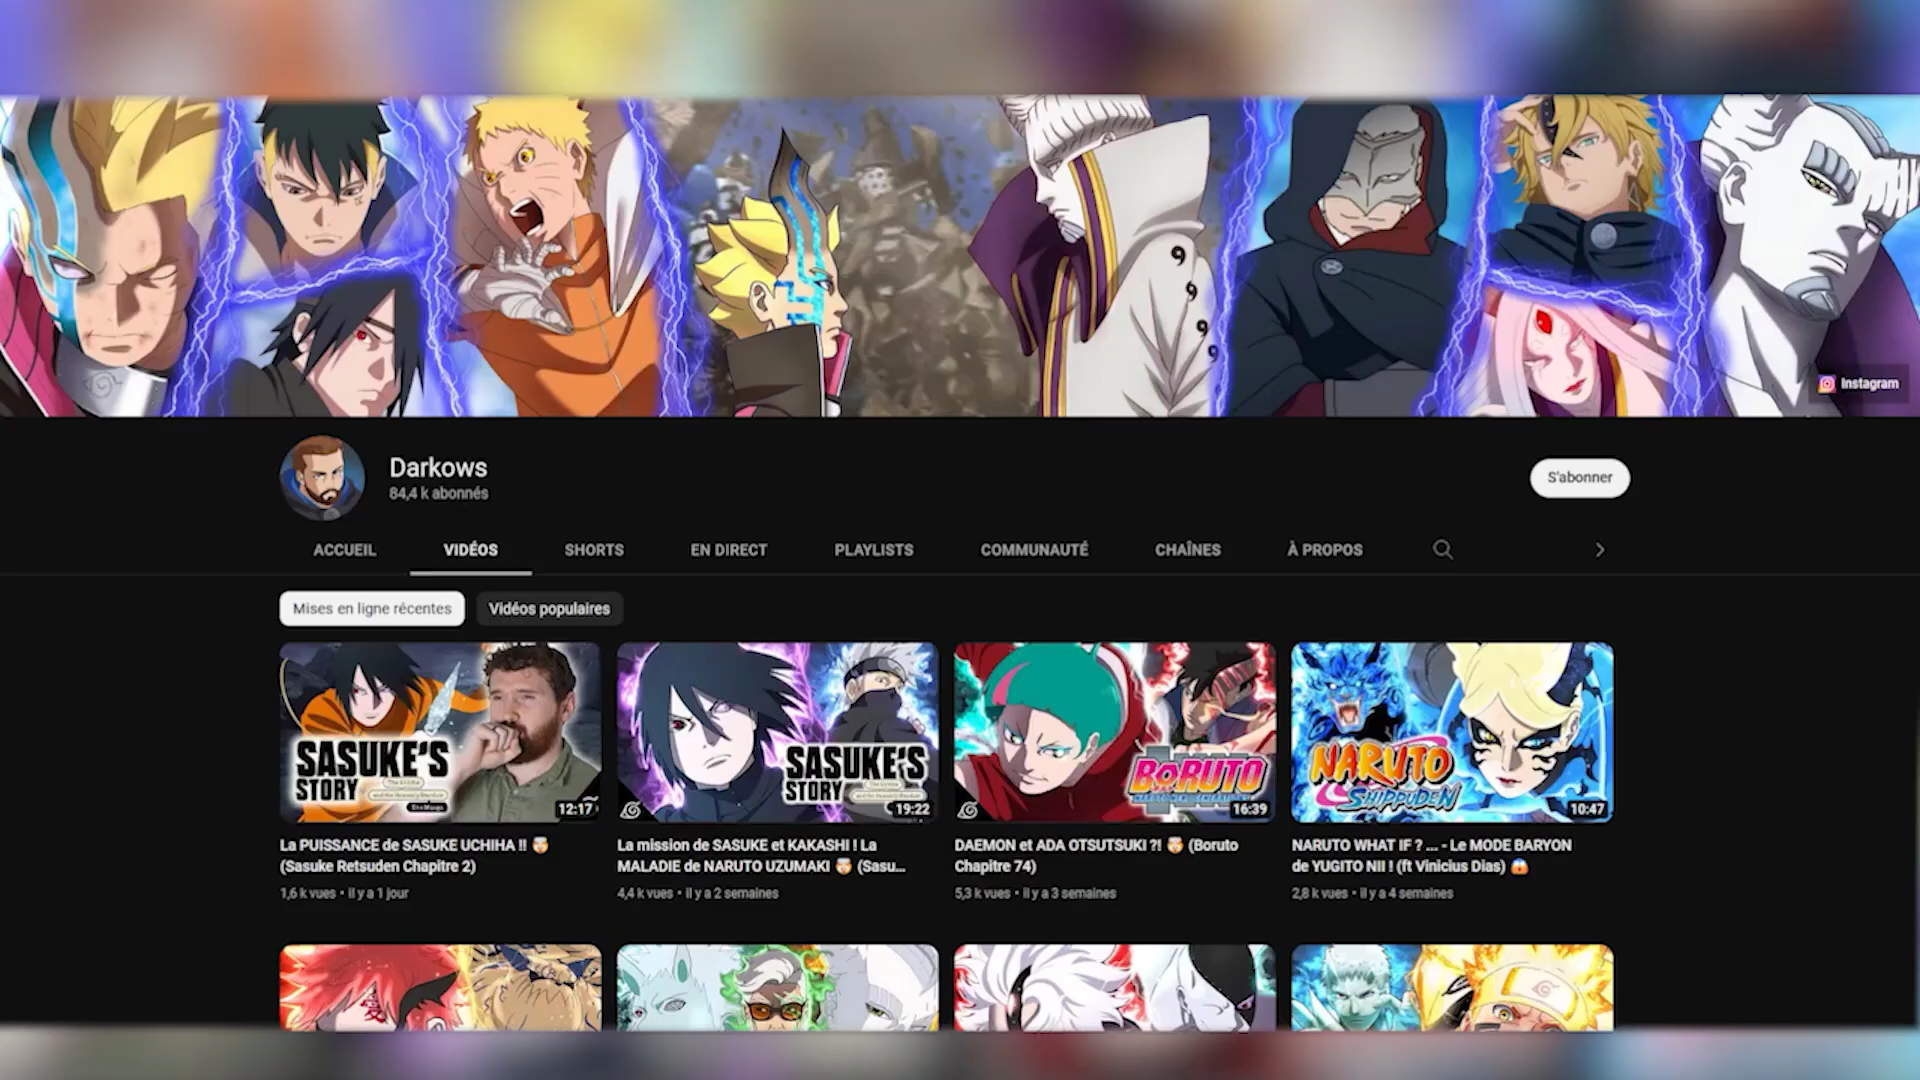 Instagram
Darkows
84,4 k abonnés
S'abonner
ACCUEIL
VIDÉOS
SHORTS
EN DIRECT
PLAYLISTS
COMMUNAUTÉ
CHAÎNES
À PROPOS
Mises en ligne récentes
Vidéos populaires
SASUKE'S
STORY
12:17
SASUKE'S
STORY
19:22
BORUTO
16:39
NARUTO
SHIPPUDEN
10:47
La PUISSANCE de SASUKE UCHIHA !! 🤯
(Sasuke Retsuden Chapitre 2)
1,6 k vues • il y a 1 jour
La mission de SASUKE et KAKASHI ! La
MALADIE de NARUTO UZUMAKI 🤯 (Sasu...
4,4 k vues • il y a 2 semaines
DAEMON et ADA OTSUTSUKI ?! 🤯 (Boruto
Chapitre 74)
5,3 k vues • il y a 3 semaines
NARUTO WHAT IF ? ... - Le MODE BARYON
de YUGITO NII ! (ft Vinicius Dias) 😱
2,8 k vues • il y a 4 semaines